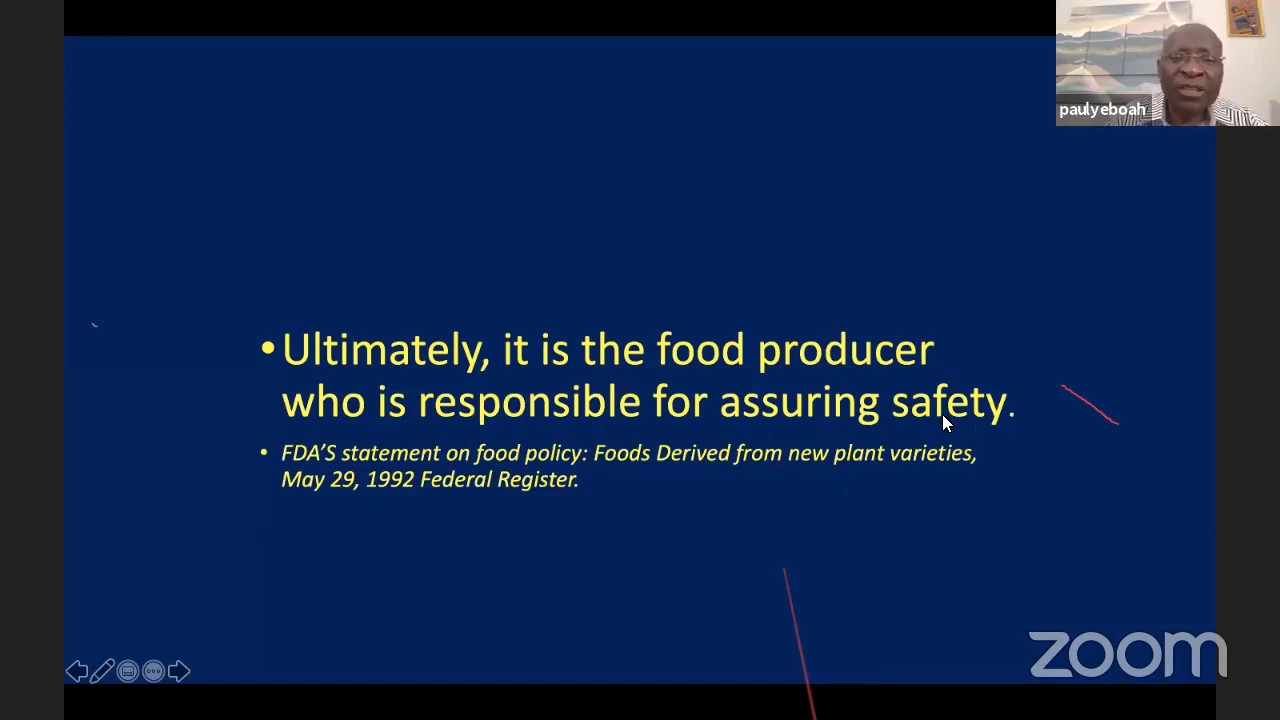 paulyeboah
•Ultimately, it is the food producer
who is responsible for assuring safety.
• FDA’S statement on food policy: Foods Derived from new plant varieties,
May 29, 1992 Federal Register.
zoom